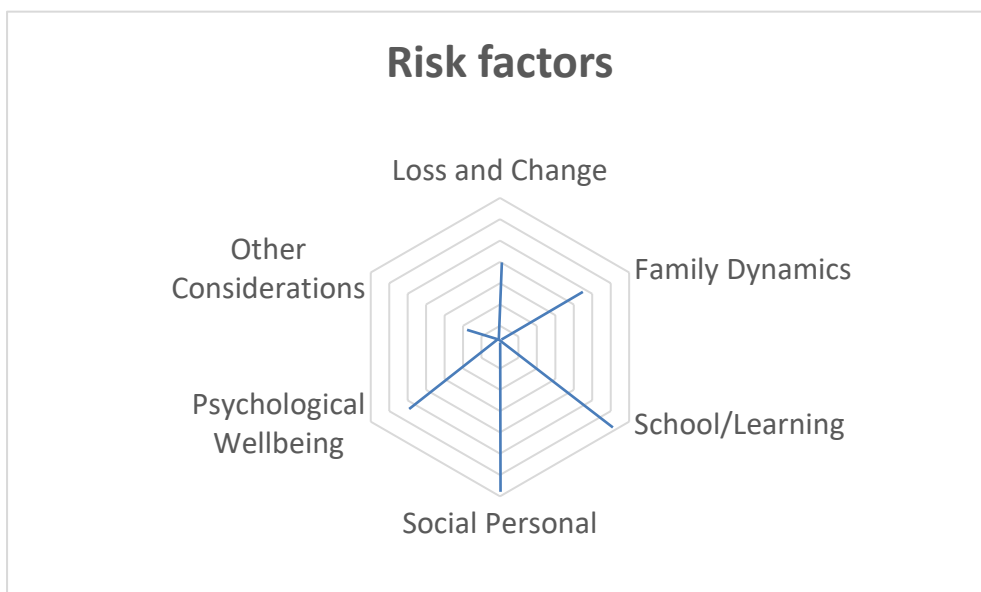 Risk factors
Loss and Change
Other
Considerations
Family Dynamics
Psychological
Wellbeing
School/Learning
Social Personal